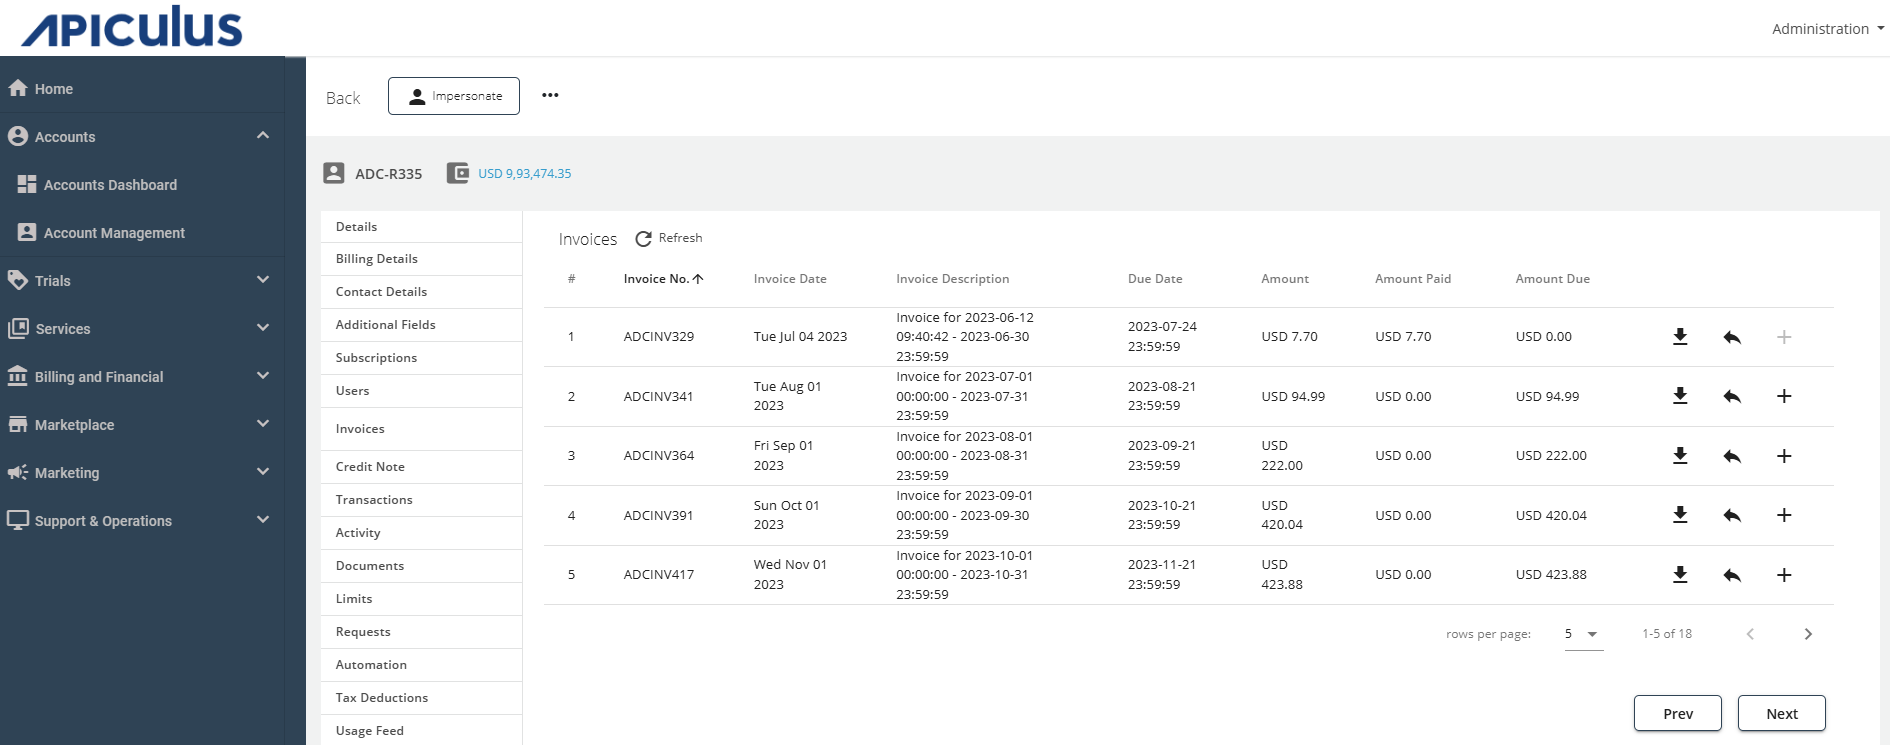 APICULUS
Administration
Home
Accounts
Accounts Dashboard
Account Management
Trials
Services
Billing and Financial
Marketplace
Marketing
Support & Operations
Back
Impersonate
ADC-R335
USD 9,93,474.35
Details
Billing Details
Contact Details
Additional Fields
Subscriptions
Users
Invoices
Credit Note
Transactions
Activity
Documents
Limits
Requests
Automation
Tax Deductions
Usage Feed
Invoices Refresh
# Invoice No. Invoice Date Invoice Description Due Date Amount Amount Paid Amount Due
1 ADCINV329 Tue Jul 04 2023
Invoice for 2023-06-12
09:40:42 - 2023-06-30
23:59:59
2023-07-24
23:59:59
USD 7.70 USD 7.70 USD 0.00
2 ADCINV341
Tue Aug 01
2023
Invoice for 2023-07-01
00:00:00 - 2023-07-31
23:59:59
2023-08-21
23:59:59
USD 94.99 USD 0.00 USD 94.99
3 ADCINV364
Fri Sep 01
2023
Invoice for 2023-08-01
00:00:00 - 2023-08-31
23:59:59
2023-09-21
23:59:59
USD
222.00
USD 0.00 USD 222.00
4 ADCINV391
Sun Oct 01
2023
Invoice for 2023-09-01
00:00:00 - 2023-09-30
23:59:59
2023-10-21
23:59:59
USD
420.04
USD 0.00 USD 420.04
5 ADCINV417
Wed Nov 01
2023
Invoice for 2023-10-01
00:00:00 - 2023-10-31
23:59:59
2023-11-21
23:59:59
USD
423.88
USD 0.00 USD 423.88
rows per page: 5 1-5 of 18
Prev Next